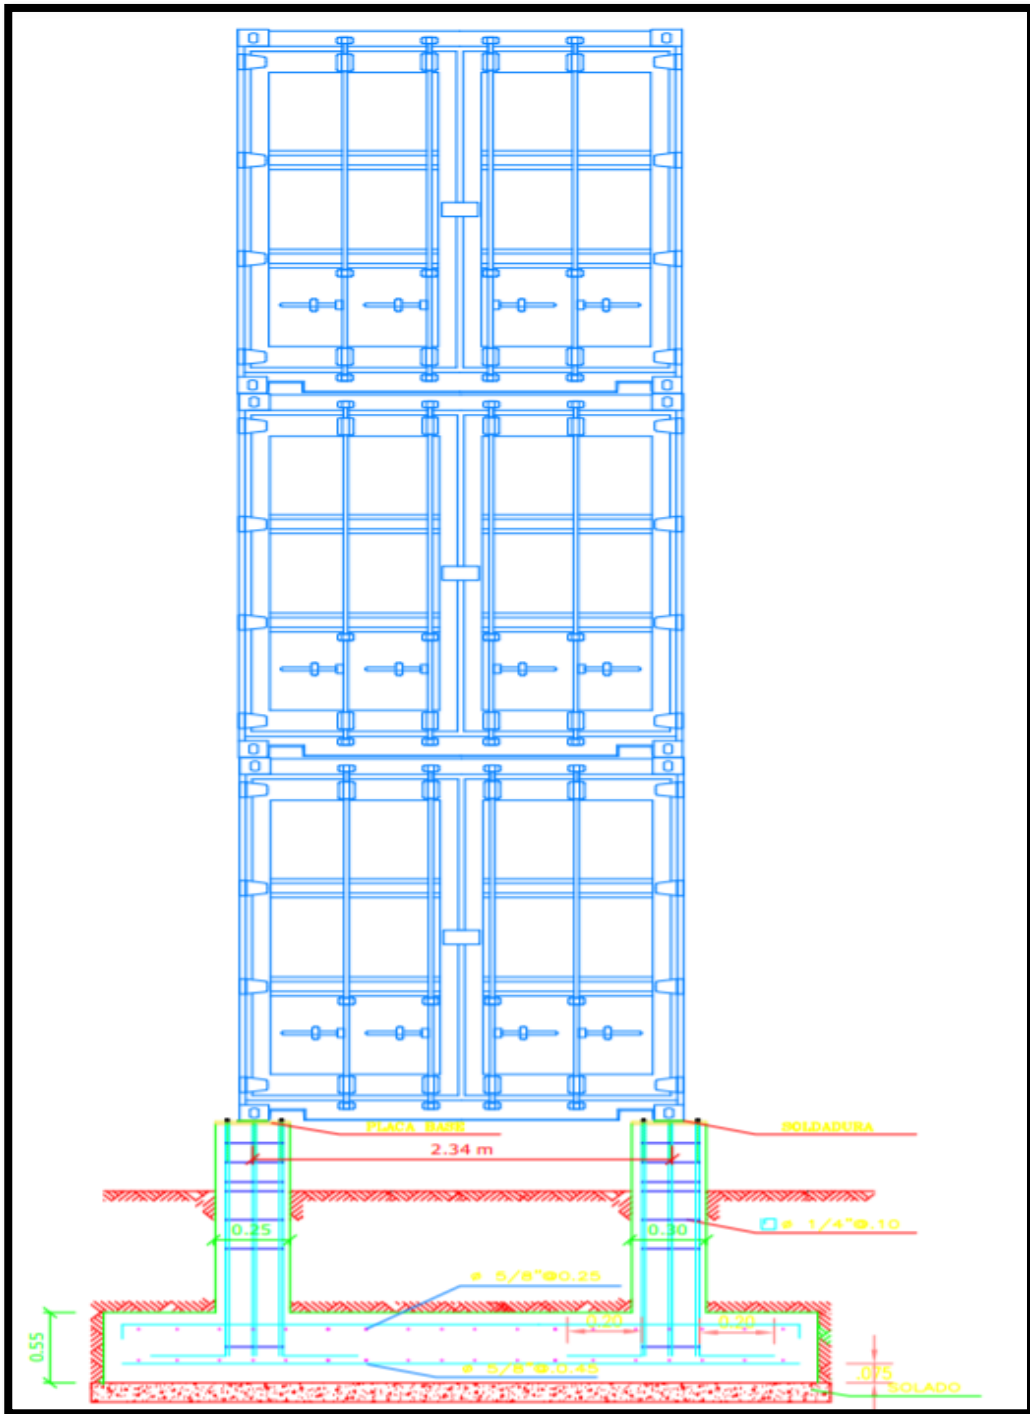 PLACA BASE
SOLDADURA
2.34 m
ø 1/4"@.10
0.25
0.30
ø 5/8"@0.25
0.20
0.20
0.55
ø 5/8"@0.45
.075
SOLADO